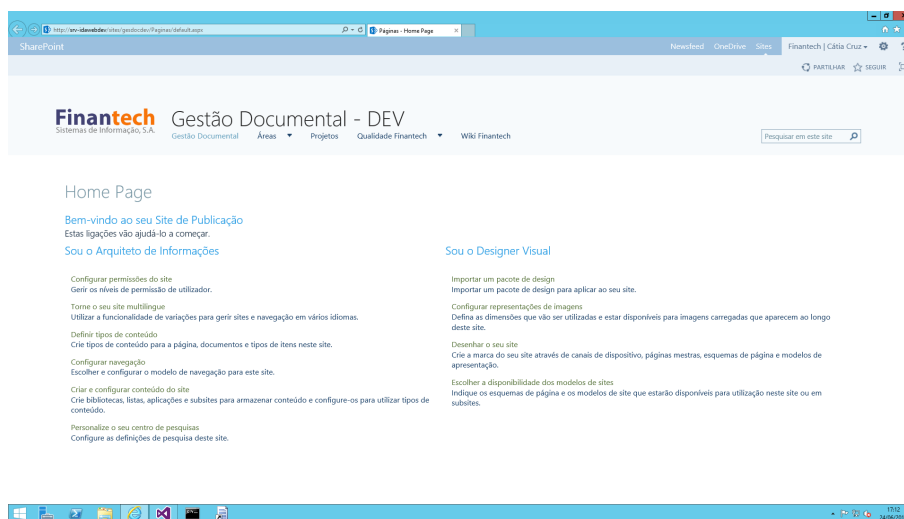 http://srv-idawebdev/sites/gesdocdev/Paginas/default.aspx
Páginas - Home Page
SharePoint
Newsfeed OneDrive Sites Finantech | Cátia Cruz
PARTILHAR SEGUIR
Finantech
Sistemas de Informação, S.A.
Gestão Documental - DEV
Gestão Documental Áreas Projetos Qualidade Finantech Wiki Finantech
Pesquisar em este site
Home Page
Bem-vindo ao seu Site de Publicação
Estas ligações vão ajudá-lo a começar.
Sou o Arquiteto de Informações
Configurar permissões do site
Gerir os níveis de permissão de utilizador.
Torne o seu site multilíngue
Utilizar a funcionalidade de variações para gerir sites e navegação em vários idiomas.
Definir tipos de conteúdo
Crie tipos de conteúdo para a página, documentos e tipos de itens neste site.
Configurar navegação
Escolher e configurar o modelo de navegação para este site.
Criar e configurar conteúdo do site
Crie bibliotecas, listas, aplicações e subsites para armazenar conteúdo e configure-os para utilizar tipos de
conteúdo.
Personalize o seu centro de pesquisas
Configure as definições de pesquisa deste site.
Sou o Designer Visual
Importar um pacote de design
Importar um pacote de design para aplicar ao seu site.
Configurar representações de imagens
Defina as dimensões que vão ser utilizadas e estar disponíveis para imagens carregadas que aparecem ao longo
deste site.
Desenhar o seu site
Crie a marca do seu site através de canais de dispositivo, páginas mestras, esquemas de página e modelos de
apresentação.
Escolher a disponibilidade dos modelos de sites
Indique os esquemas de página e os modelos de site que estarão disponíveis para utilização neste site ou em
subsites.
17:12